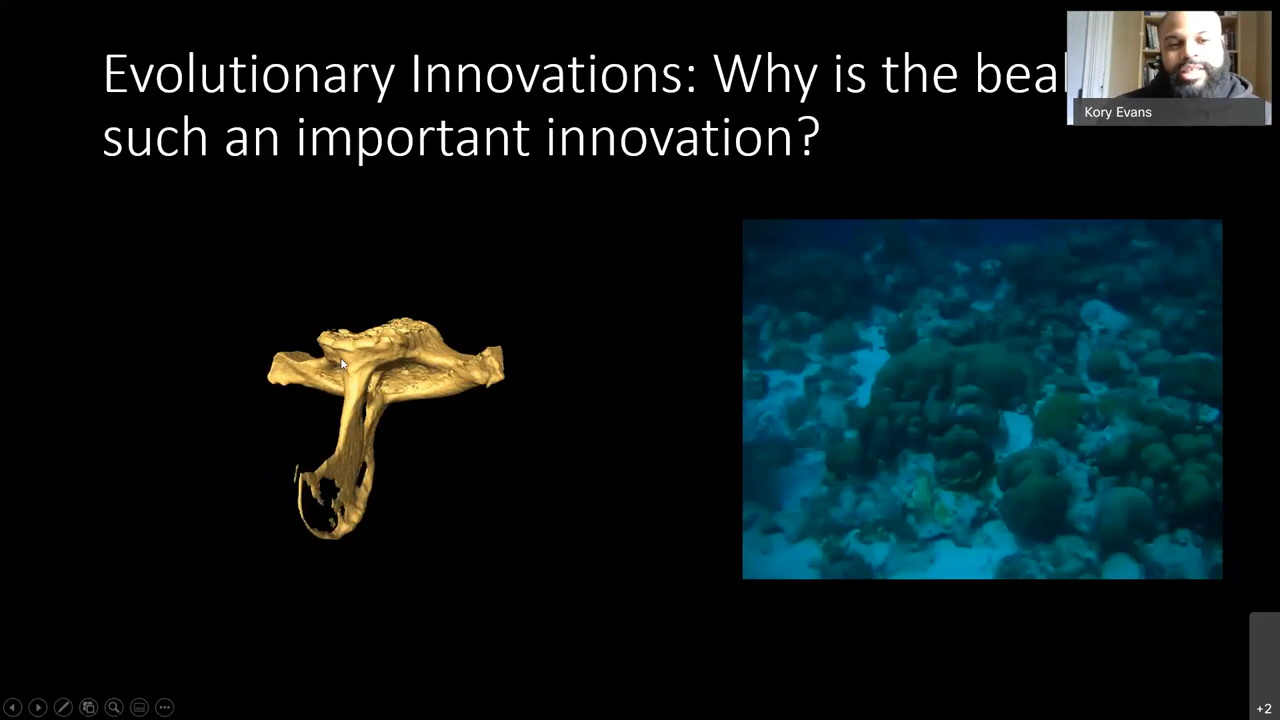 Evolutionary Innovations: Why is the bea
such an important innovation?
Kory Evans
+2